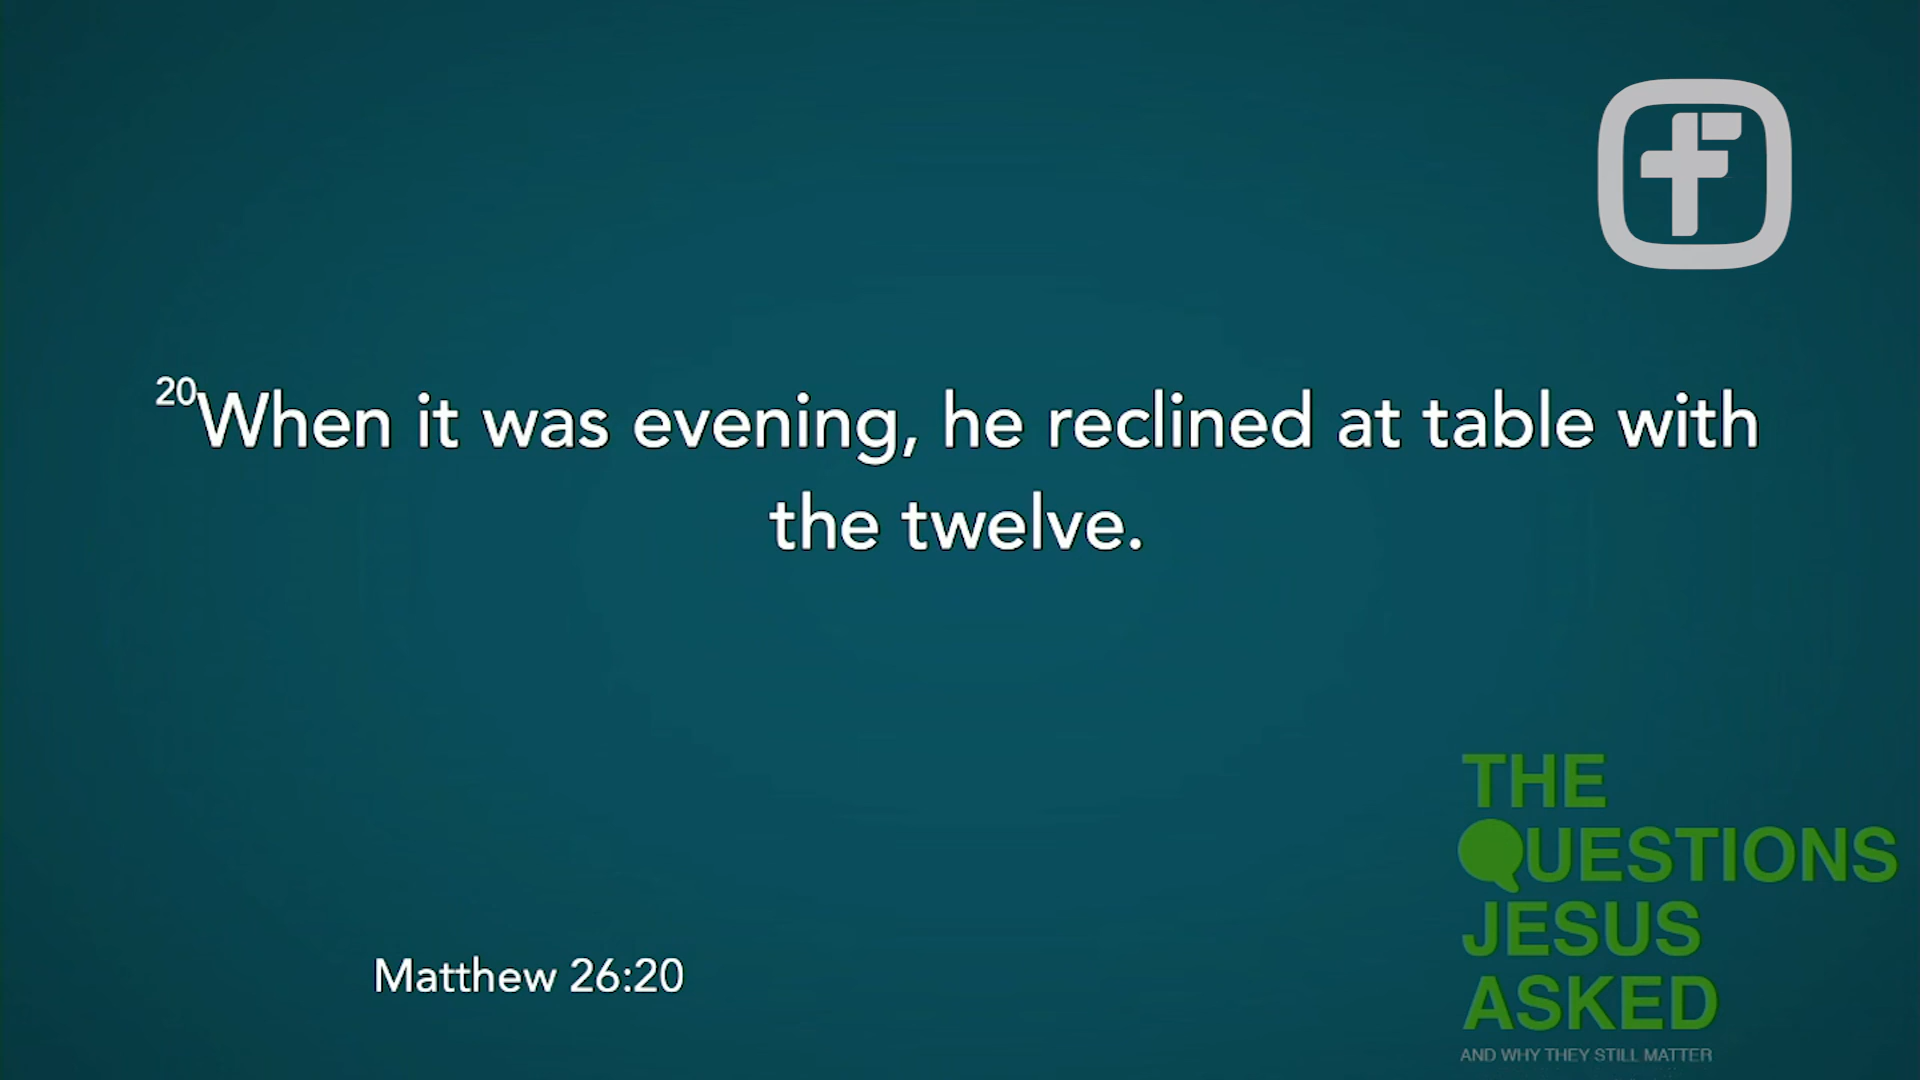 20When it was evening, he reclined at table with
the twelve.
Matthew 26:20
THE
QUESTIONS
JESUS
ASKED
AND WHY THEY STILL MATTER